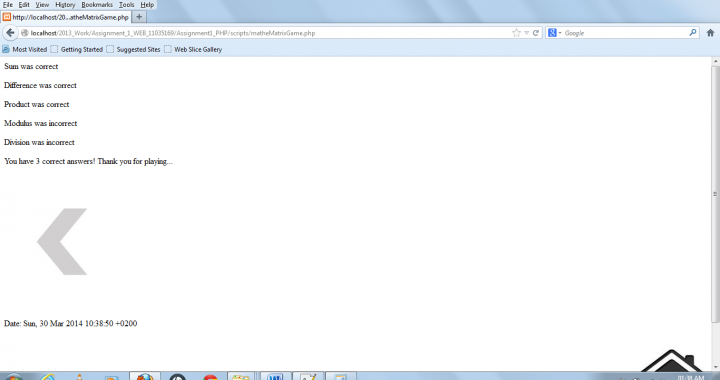 File Edit View History Bookmarks Tools Help
http://localhost/20...atheMatrixGame.php
localhost/2013_Work/Assignment_1_WEB_11035169/Assignment1_PHP/scripts/matheMatrixGame.php
Google
Most Visited Getting Started Suggested Sites Web Slice Gallery
Sum was correct
Difference was correct
Product was correct
Modulus was incorrect
Division was incorrect
You have 3 correct answers! Thank you for playing...
Date: Sun, 30 Mar 2014 10:38:50 +0200